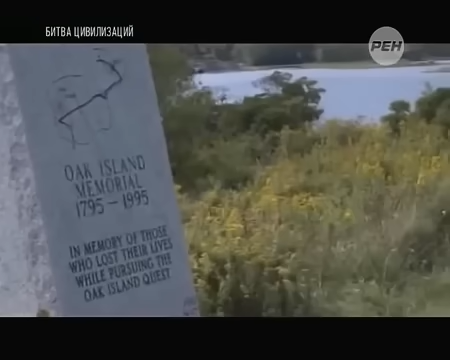 БИТВА ЦИВИЛИЗАЦИЙ
РЕН
OAK ISLAND
MEMORIAL
1795-1995
IN MEMORY OF THOSE
WHO LOST THEIR LIVES
WHILE PURSUING THE
OAK ISLAND QUEST